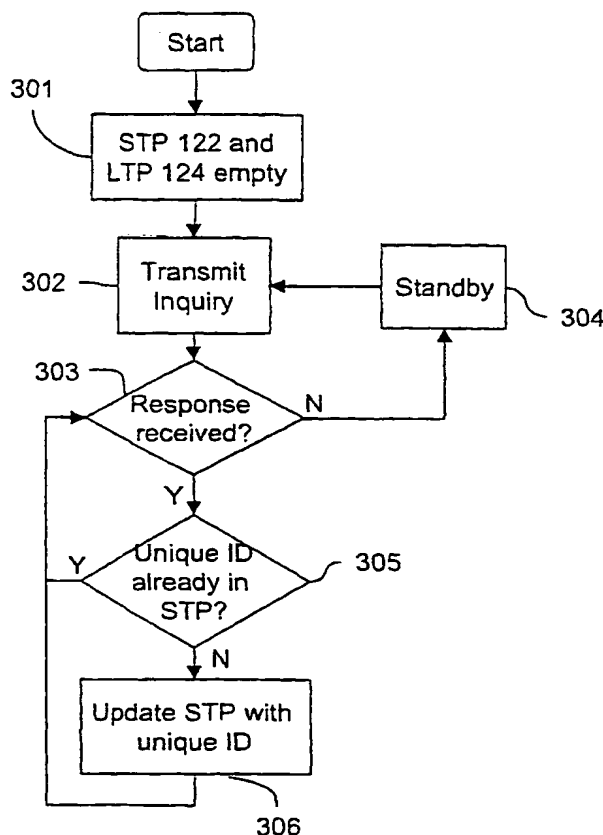 Start
301
STP 122 and
LTP 124 empty
302
Transmit
Inquiry
Standby
304
303
Response
received?
N
Y
Unique ID
already in
STP?
Y
305
N
Update STP with
unique ID
306